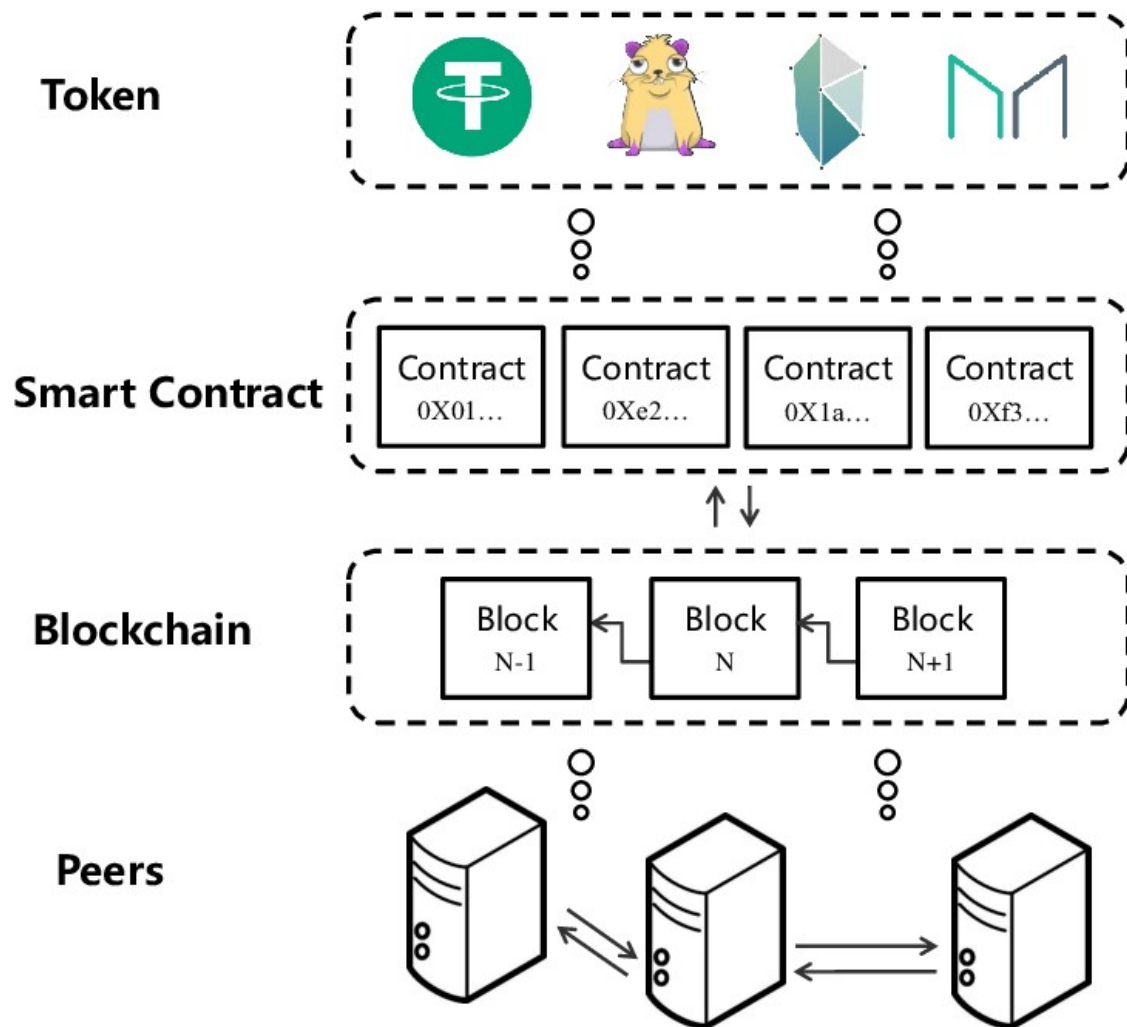 Token
Smart Contract
Contract
0X01...
Contract
0Xe2...
Contract
0X1a...
Contract
0Xf3...
Blockchain
Block
N-1
Block
N
Block
N+1
Peers